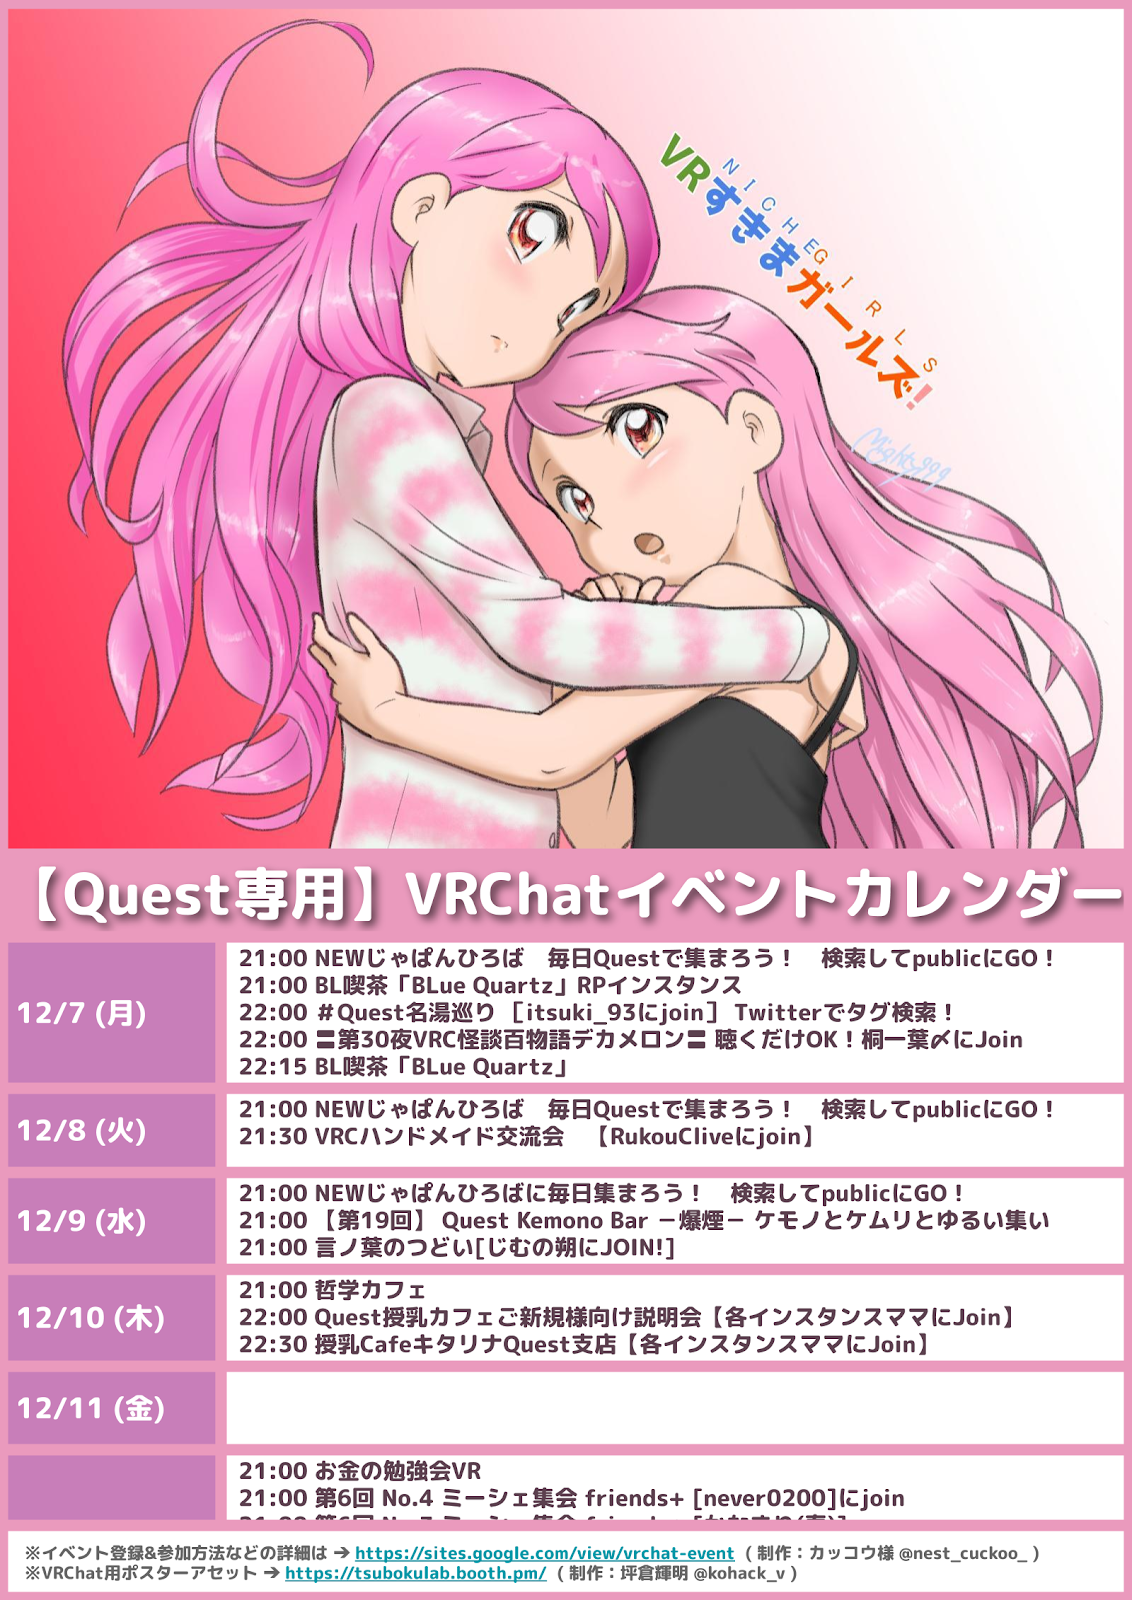 NICHE GIRLS
VRすきまガールズ!
Mighty999
【Quest専用】VRChatイベントカレンダー
12/7 (月)
21:00 NEWじゃぱんひろば　毎日Questで集まろう！　検索してpublicにGO！
21:00 BL喫茶「BLue Quartz」RPインスタンス
22:00 ＃Quest名湯巡り［itsuki_93にjoin］Twitterでタグ検索！
22:00 〓第30夜VRC怪談百物語デカメロン〓 聴くだけOK！桐一葉〆にJoin
22:15 BL喫茶「BLue Quartz」
12/8 (火)
21:00 NEWじゃぱんひろば　毎日Questで集まろう！　検索してpublicにGO！
21:30 VRCハンドメイド交流会　【RukouCliveにjoin】
12/9 (水)
21:00 NEWじゃぱんひろばに毎日集まろう！　検索してpublicにGO！
21:00 【第19回】 Quest Kemono Bar －爆煙－ ケモノとケムリとゆるい集い
21:00 言ノ葉のつどい[じむの朔にJOIN!]
12/10 (木)
21:00 哲学カフェ
22:00 Quest授乳カフェご新規様向け説明会【各インスタンスママにJoin】
22:30 授乳CafeキタリナQuest支店【各インスタンスママにJoin】
12/11 (金)
21:00 お金の勉強会VR
21:00 第6回 No.4 ミーシェ集会 friends+ [never0200]にjoin
※イベント登録&参加方法などの詳細は ➔ https://sites.google.com/view/vrchat-event ( 制作：カッコウ様 @nest_cuckoo_ )
※VRChat用ポスターアセット ➔ https://tsubokulab.booth.pm/ ( 制作：坪倉輝明 @kohack_v )